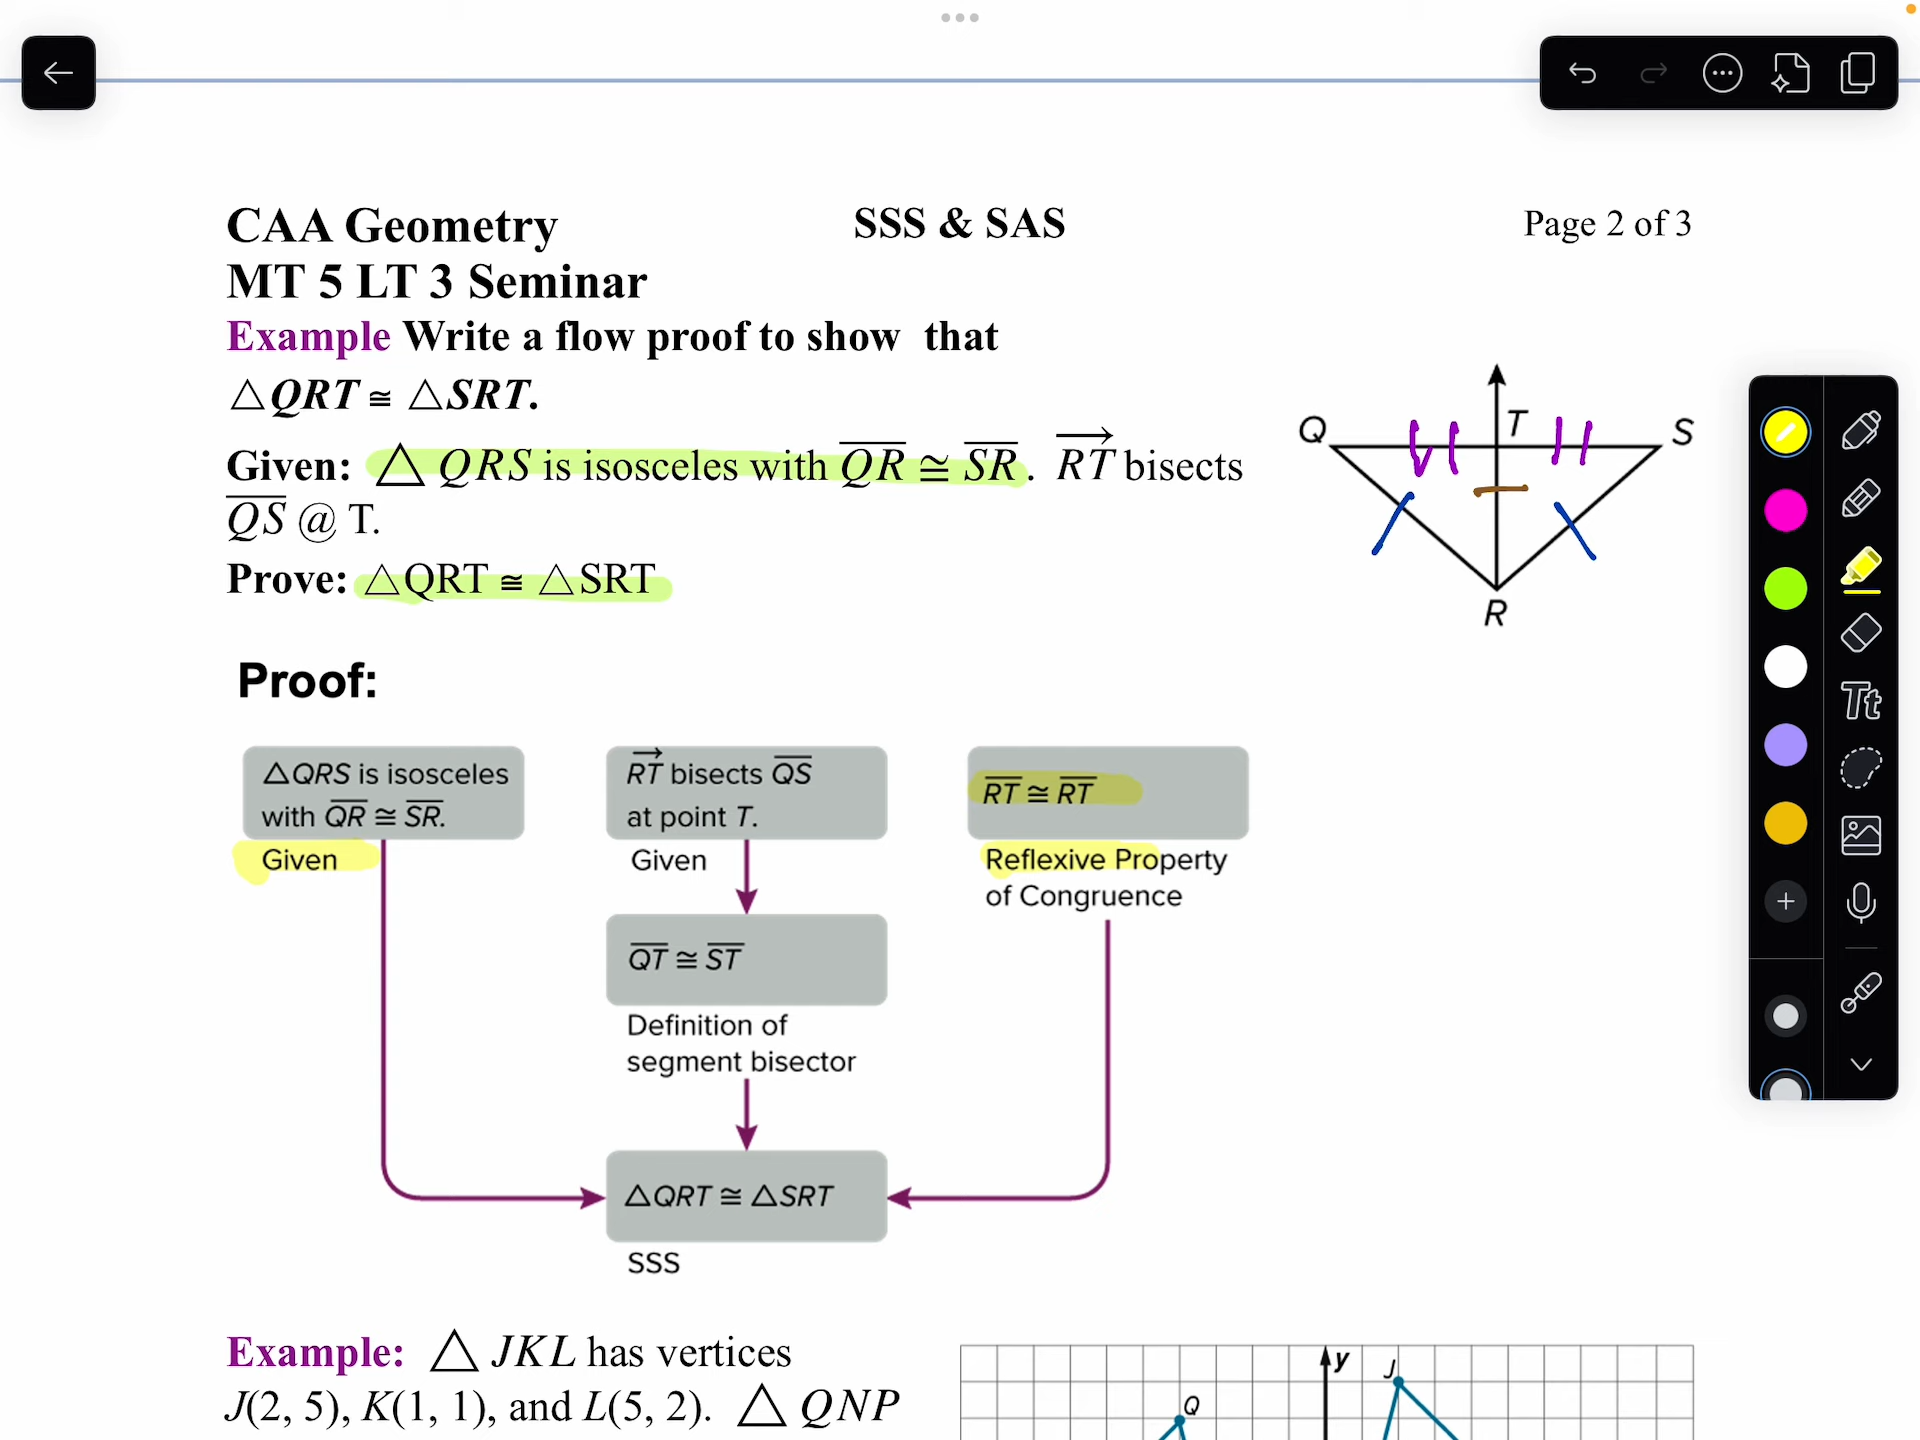 CAA Geometry SSS & SAS Page 2 of 3
MT 5 LT 3 Seminar
Example Write a flow proof to show that
△QRT ≅ △SRT.
Given: △ QRS is isosceles with QR ≅ SR. RT bisects
QS @ T.
Prove: △QRT ≅ △SRT
Q T S
R
Proof:
△QRS is isosceles
with QR ≅ SR.
Given
RT bisects QS
at point T.
Given
RT ≅ RT
Reflexive Property
of Congruence
QT ≅ ST
Definition of
segment bisector
△QRT ≅ △SRT
SSS
Example: △ JKL has vertices
J(2, 5), K(1, 1), and L(5, 2). △ QNP
y J
Q
Tt